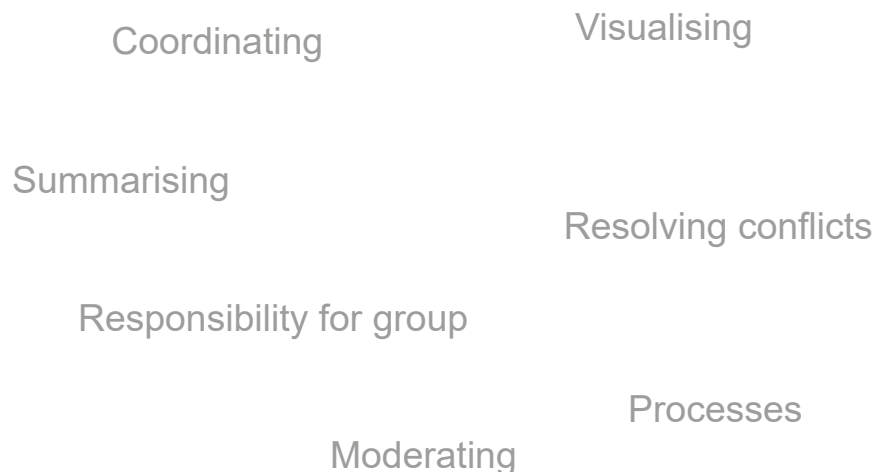 Coordinating
Visualising
Summarising
Resolving conflicts
Responsibility for group
Processes
Moderating